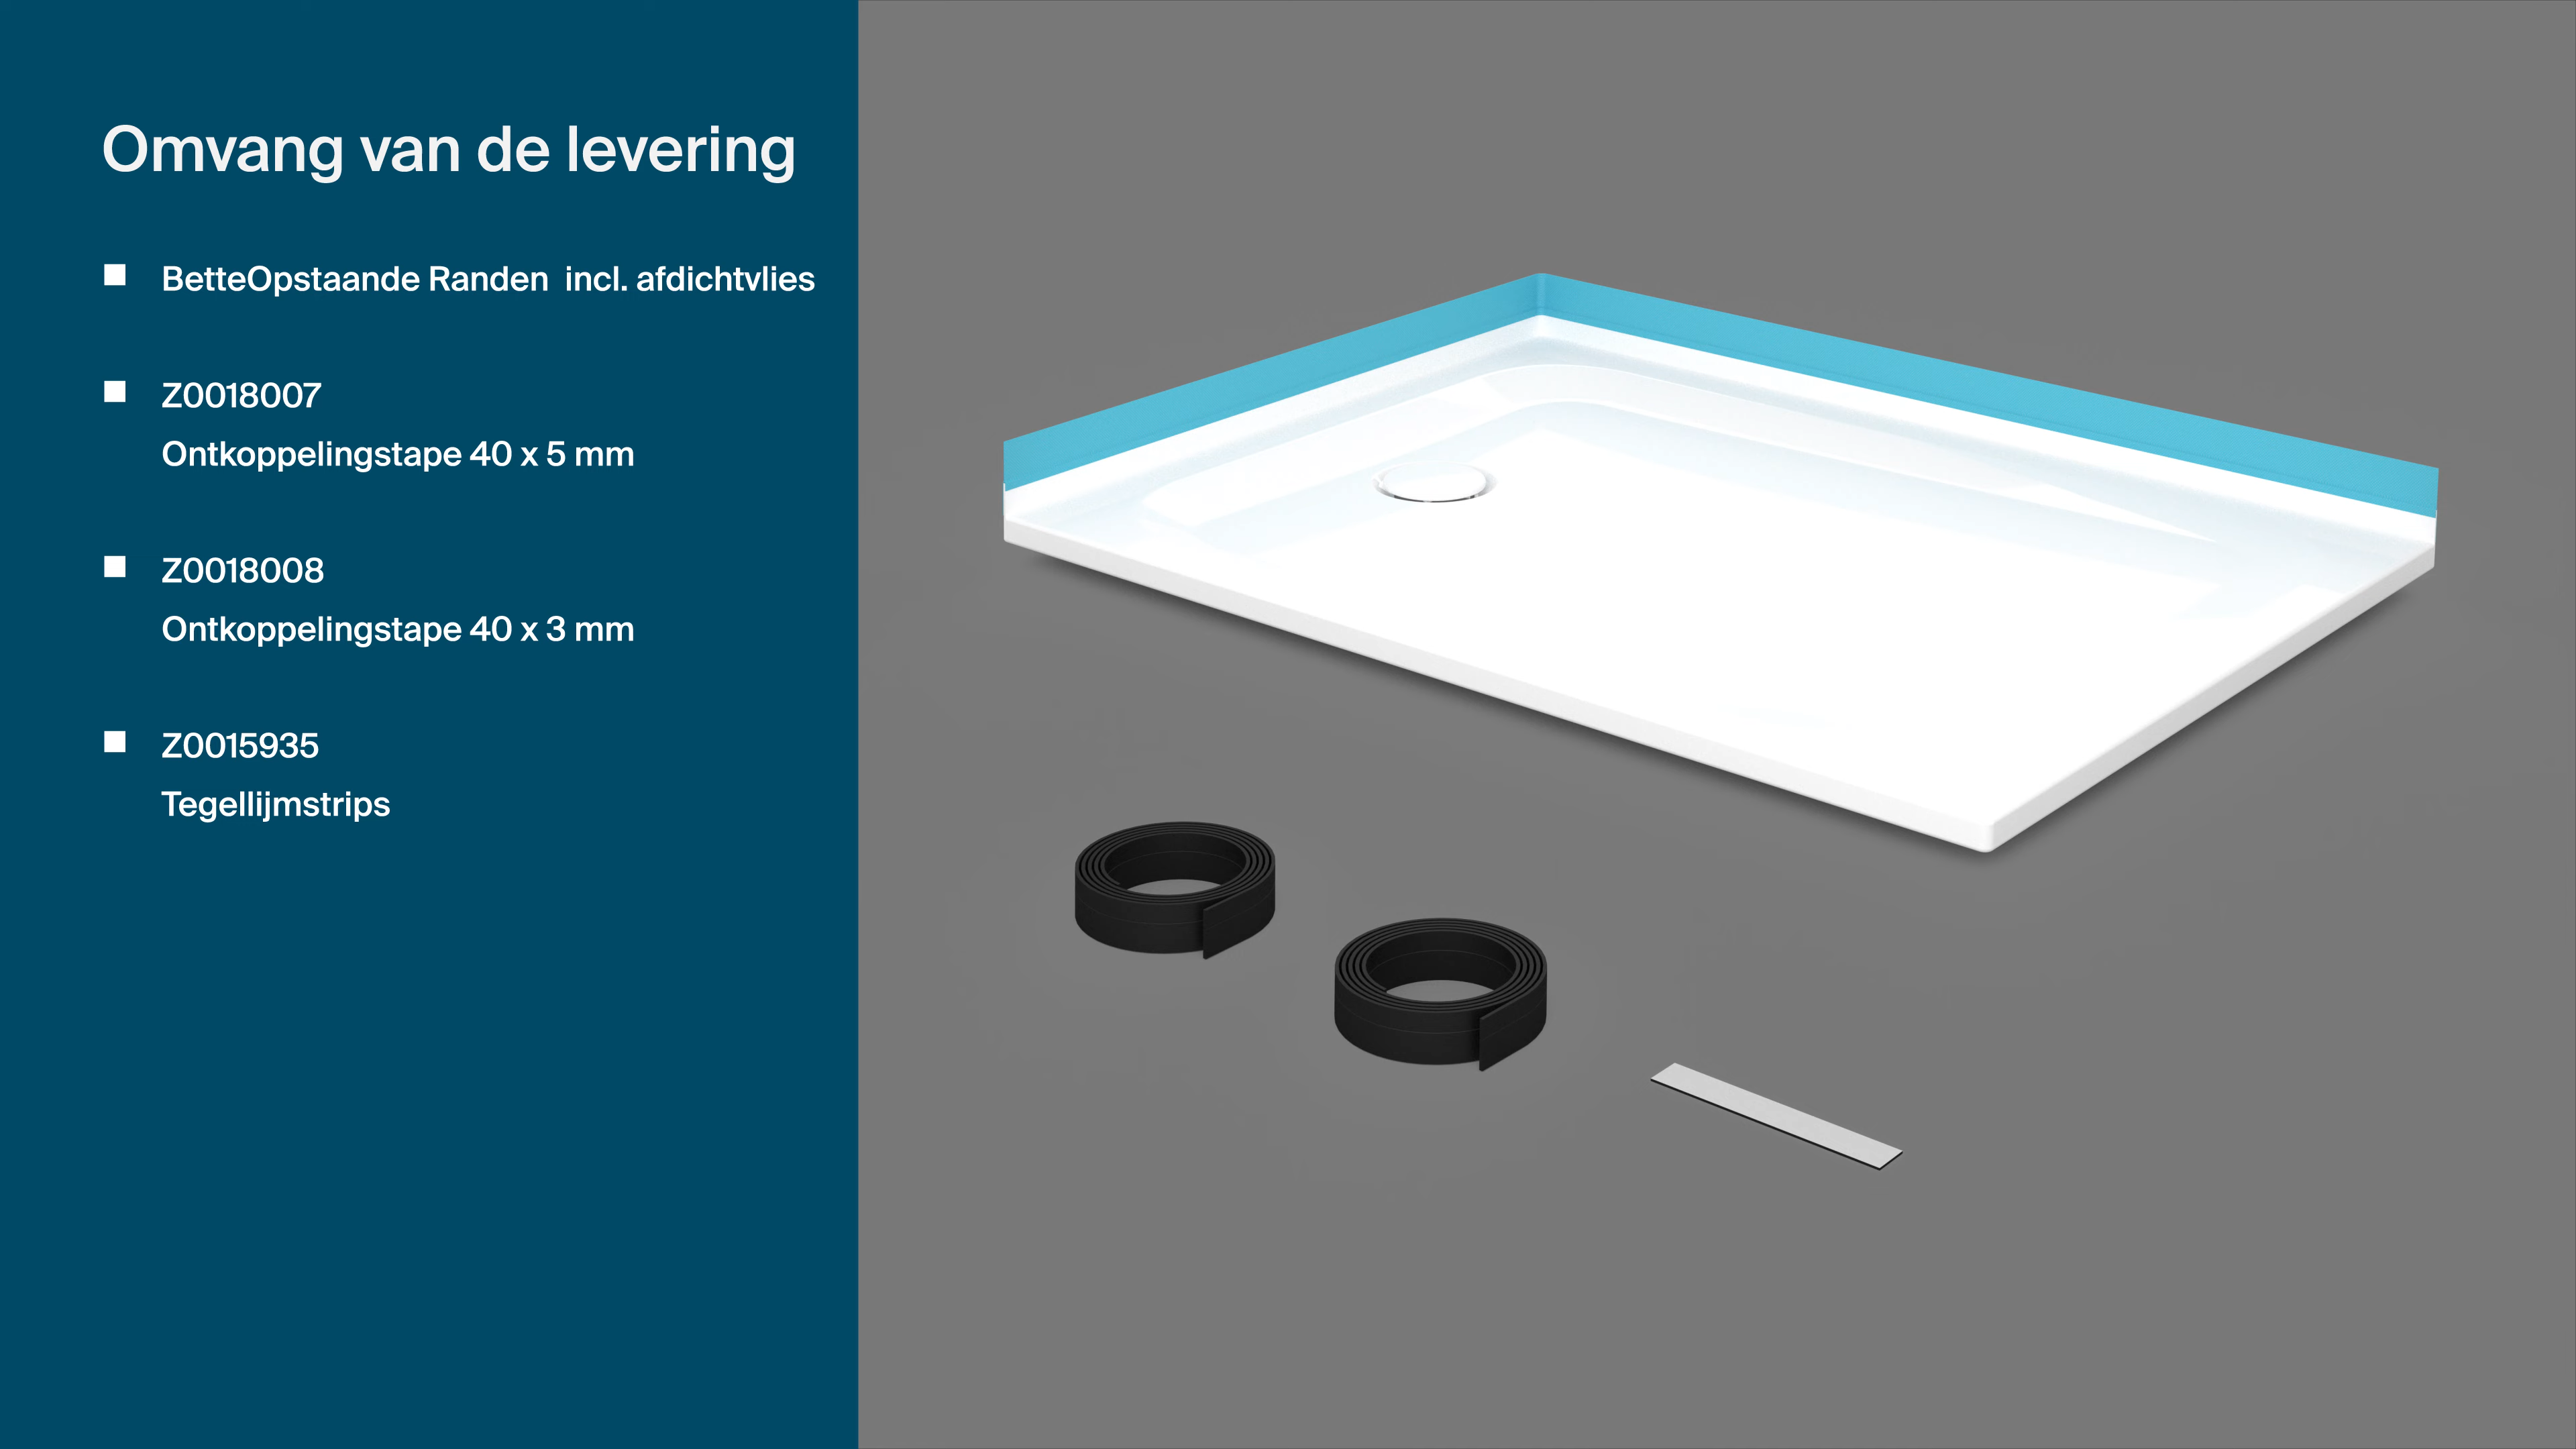 Omvang van de levering
BetteOpstaande Randen  incl. afdichtvlies
Z0018007
Ontkoppelingstape 40 x 5 mm
Z0018008
Ontkoppelingstape 40 x 3 mm
Z0015935
Tegellijmstrips